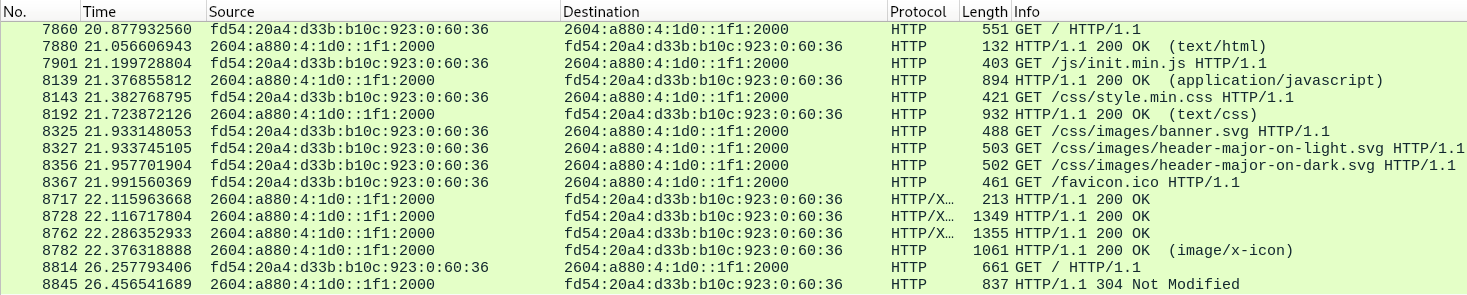 No. Time Source Destination Protocol Length Info
7860 20.877932560 fd54:20a4:d33b:b10c:923:0:60:36 2604:a880:4:1d0::1f1:2000 HTTP 551 GET / HTTP/1.1
7880 21.056606943 2604:a880:4:1d0::1f1:2000 fd54:20a4:d33b:b10c:923:0:60:36 HTTP 132 HTTP/1.1 200 OK (text/html)
7901 21.199728804 fd54:20a4:d33b:b10c:923:0:60:36 2604:a880:4:1d0::1f1:2000 HTTP 403 GET /js/init.min.js HTTP/1.1
8139 21.376855812 2604:a880:4:1d0::1f1:2000 fd54:20a4:d33b:b10c:923:0:60:36 HTTP 894 HTTP/1.1 200 OK (application/javascript)
8143 21.382768795 fd54:20a4:d33b:b10c:923:0:60:36 2604:a880:4:1d0::1f1:2000 HTTP 421 GET /css/style.min.css HTTP/1.1
8192 21.723872126 2604:a880:4:1d0::1f1:2000 fd54:20a4:d33b:b10c:923:0:60:36 HTTP 932 HTTP/1.1 200 OK (text/css)
8325 21.933148053 fd54:20a4:d33b:b10c:923:0:60:36 2604:a880:4:1d0::1f1:2000 HTTP 488 GET /css/images/banner.svg HTTP/1.1
8327 21.933745105 fd54:20a4:d33b:b10c:923:0:60:36 2604:a880:4:1d0::1f1:2000 HTTP 503 GET /css/images/header-major-on-light.svg HTTP/1.1
8356 21.957701904 fd54:20a4:d33b:b10c:923:0:60:36 2604:a880:4:1d0::1f1:2000 HTTP 502 GET /css/images/header-major-on-dark.svg HTTP/1.1
8367 21.991560369 fd54:20a4:d33b:b10c:923:0:60:36 2604:a880:4:1d0::1f1:2000 HTTP 461 GET /favicon.ico HTTP/1.1
8717 22.115963668 2604:a880:4:1d0::1f1:2000 fd54:20a4:d33b:b10c:923:0:60:36 HTTP/X… 213 HTTP/1.1 200 OK
8728 22.116717804 2604:a880:4:1d0::1f1:2000 fd54:20a4:d33b:b10c:923:0:60:36 HTTP/X… 1349 HTTP/1.1 200 OK
8762 22.286352933 2604:a880:4:1d0::1f1:2000 fd54:20a4:d33b:b10c:923:0:60:36 HTTP/X… 1355 HTTP/1.1 200 OK
8782 22.376318888 2604:a880:4:1d0::1f1:2000 fd54:20a4:d33b:b10c:923:0:60:36 HTTP 1061 HTTP/1.1 200 OK (image/x-icon)
8814 26.257793406 fd54:20a4:d33b:b10c:923:0:60:36 2604:a880:4:1d0::1f1:2000 HTTP 661 GET / HTTP/1.1
8845 26.456541689 2604:a880:4:1d0::1f1:2000 fd54:20a4:d33b:b10c:923:0:60:36 HTTP 837 HTTP/1.1 304 Not Modified